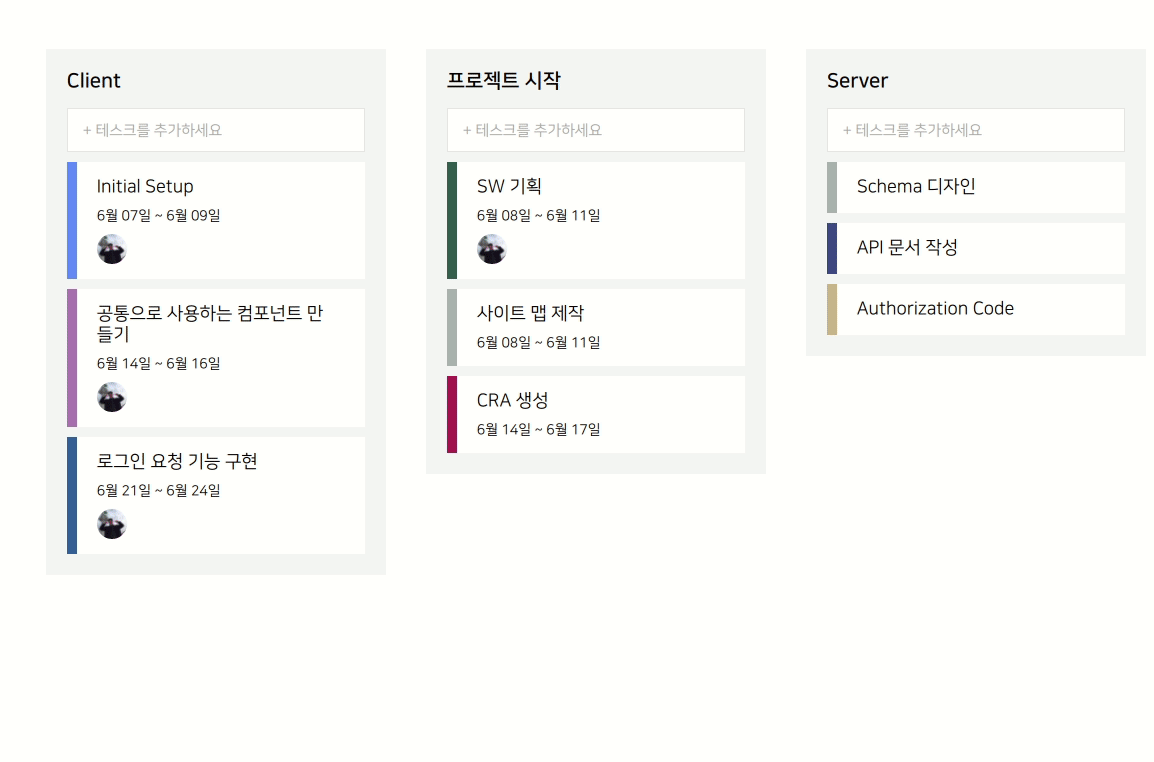 Client
+ 테스크를 추가하세요
Initial Setup
6월 07일 ~ 6월 09일
공통으로 사용하는 컴포넌트 만
들기
6월 14일 ~ 6월 16일
로그인 요청 기능 구현
6월 21일 ~ 6월 24일
프로젝트 시작
+ 테스크를 추가하세요
SW 기획
6월 08일 ~ 6월 11일
사이트 맵 제작
6월 08일 ~ 6월 11일
CRA 생성
6월 14일 ~ 6월 17일
Server
+ 테스크를 추가하세요
Schema 디자인
API 문서 작성
Authorization Code